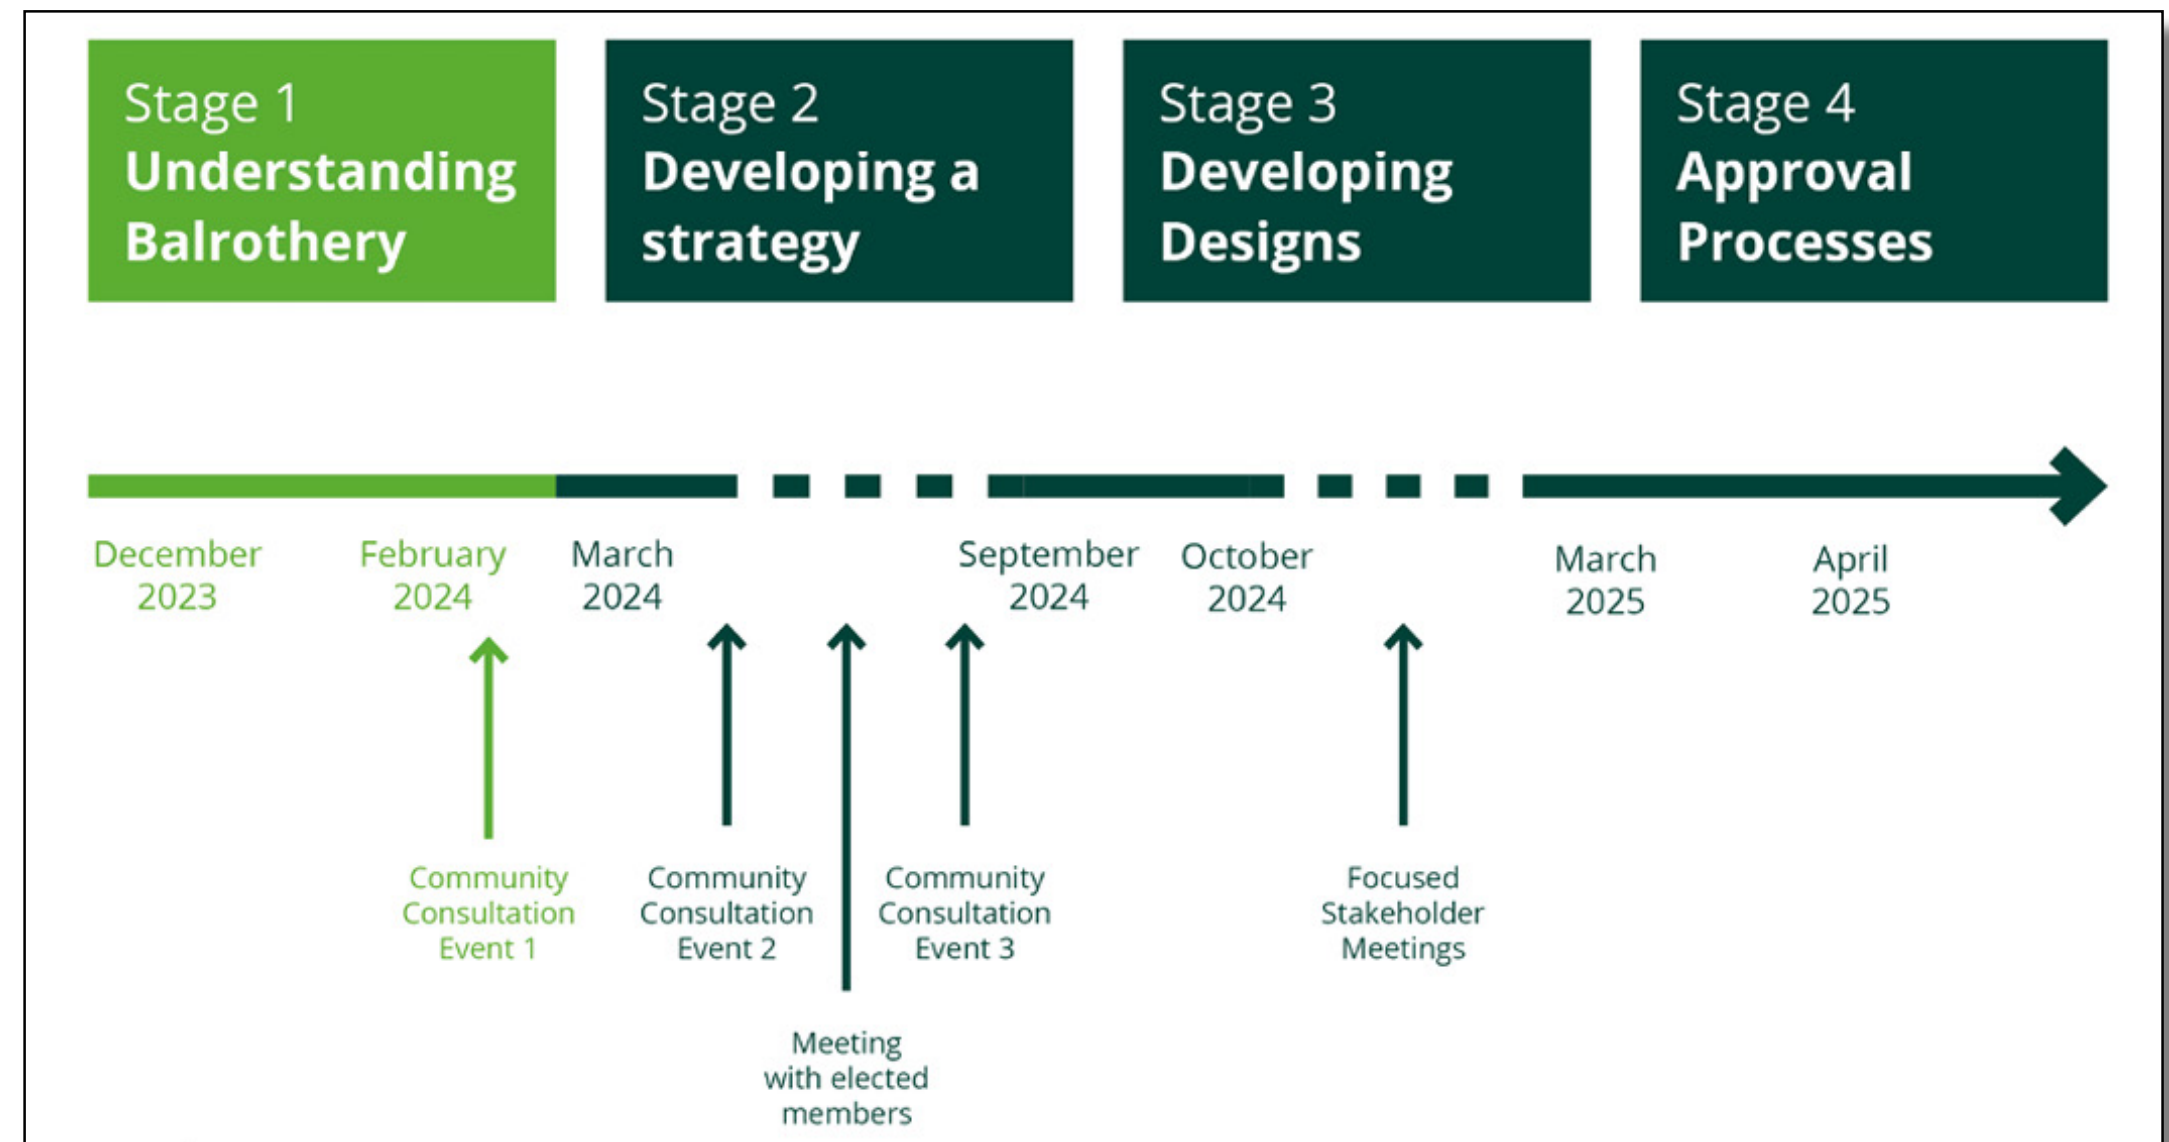 Stage 1
Understanding
Balrothery
Stage 2
Developing a
strategy
Stage 3
Developing
Designs
Stage 4
Approval
Processes
December
2023
February
2024
March
2024
September
2024
October
2024
March
2025
April
2025
Community
Consultation
Event 1
Community
Consultation
Event 2
Community
Consultation
Event 3
Focused
Stakeholder
Meetings
Meeting
with elected
members